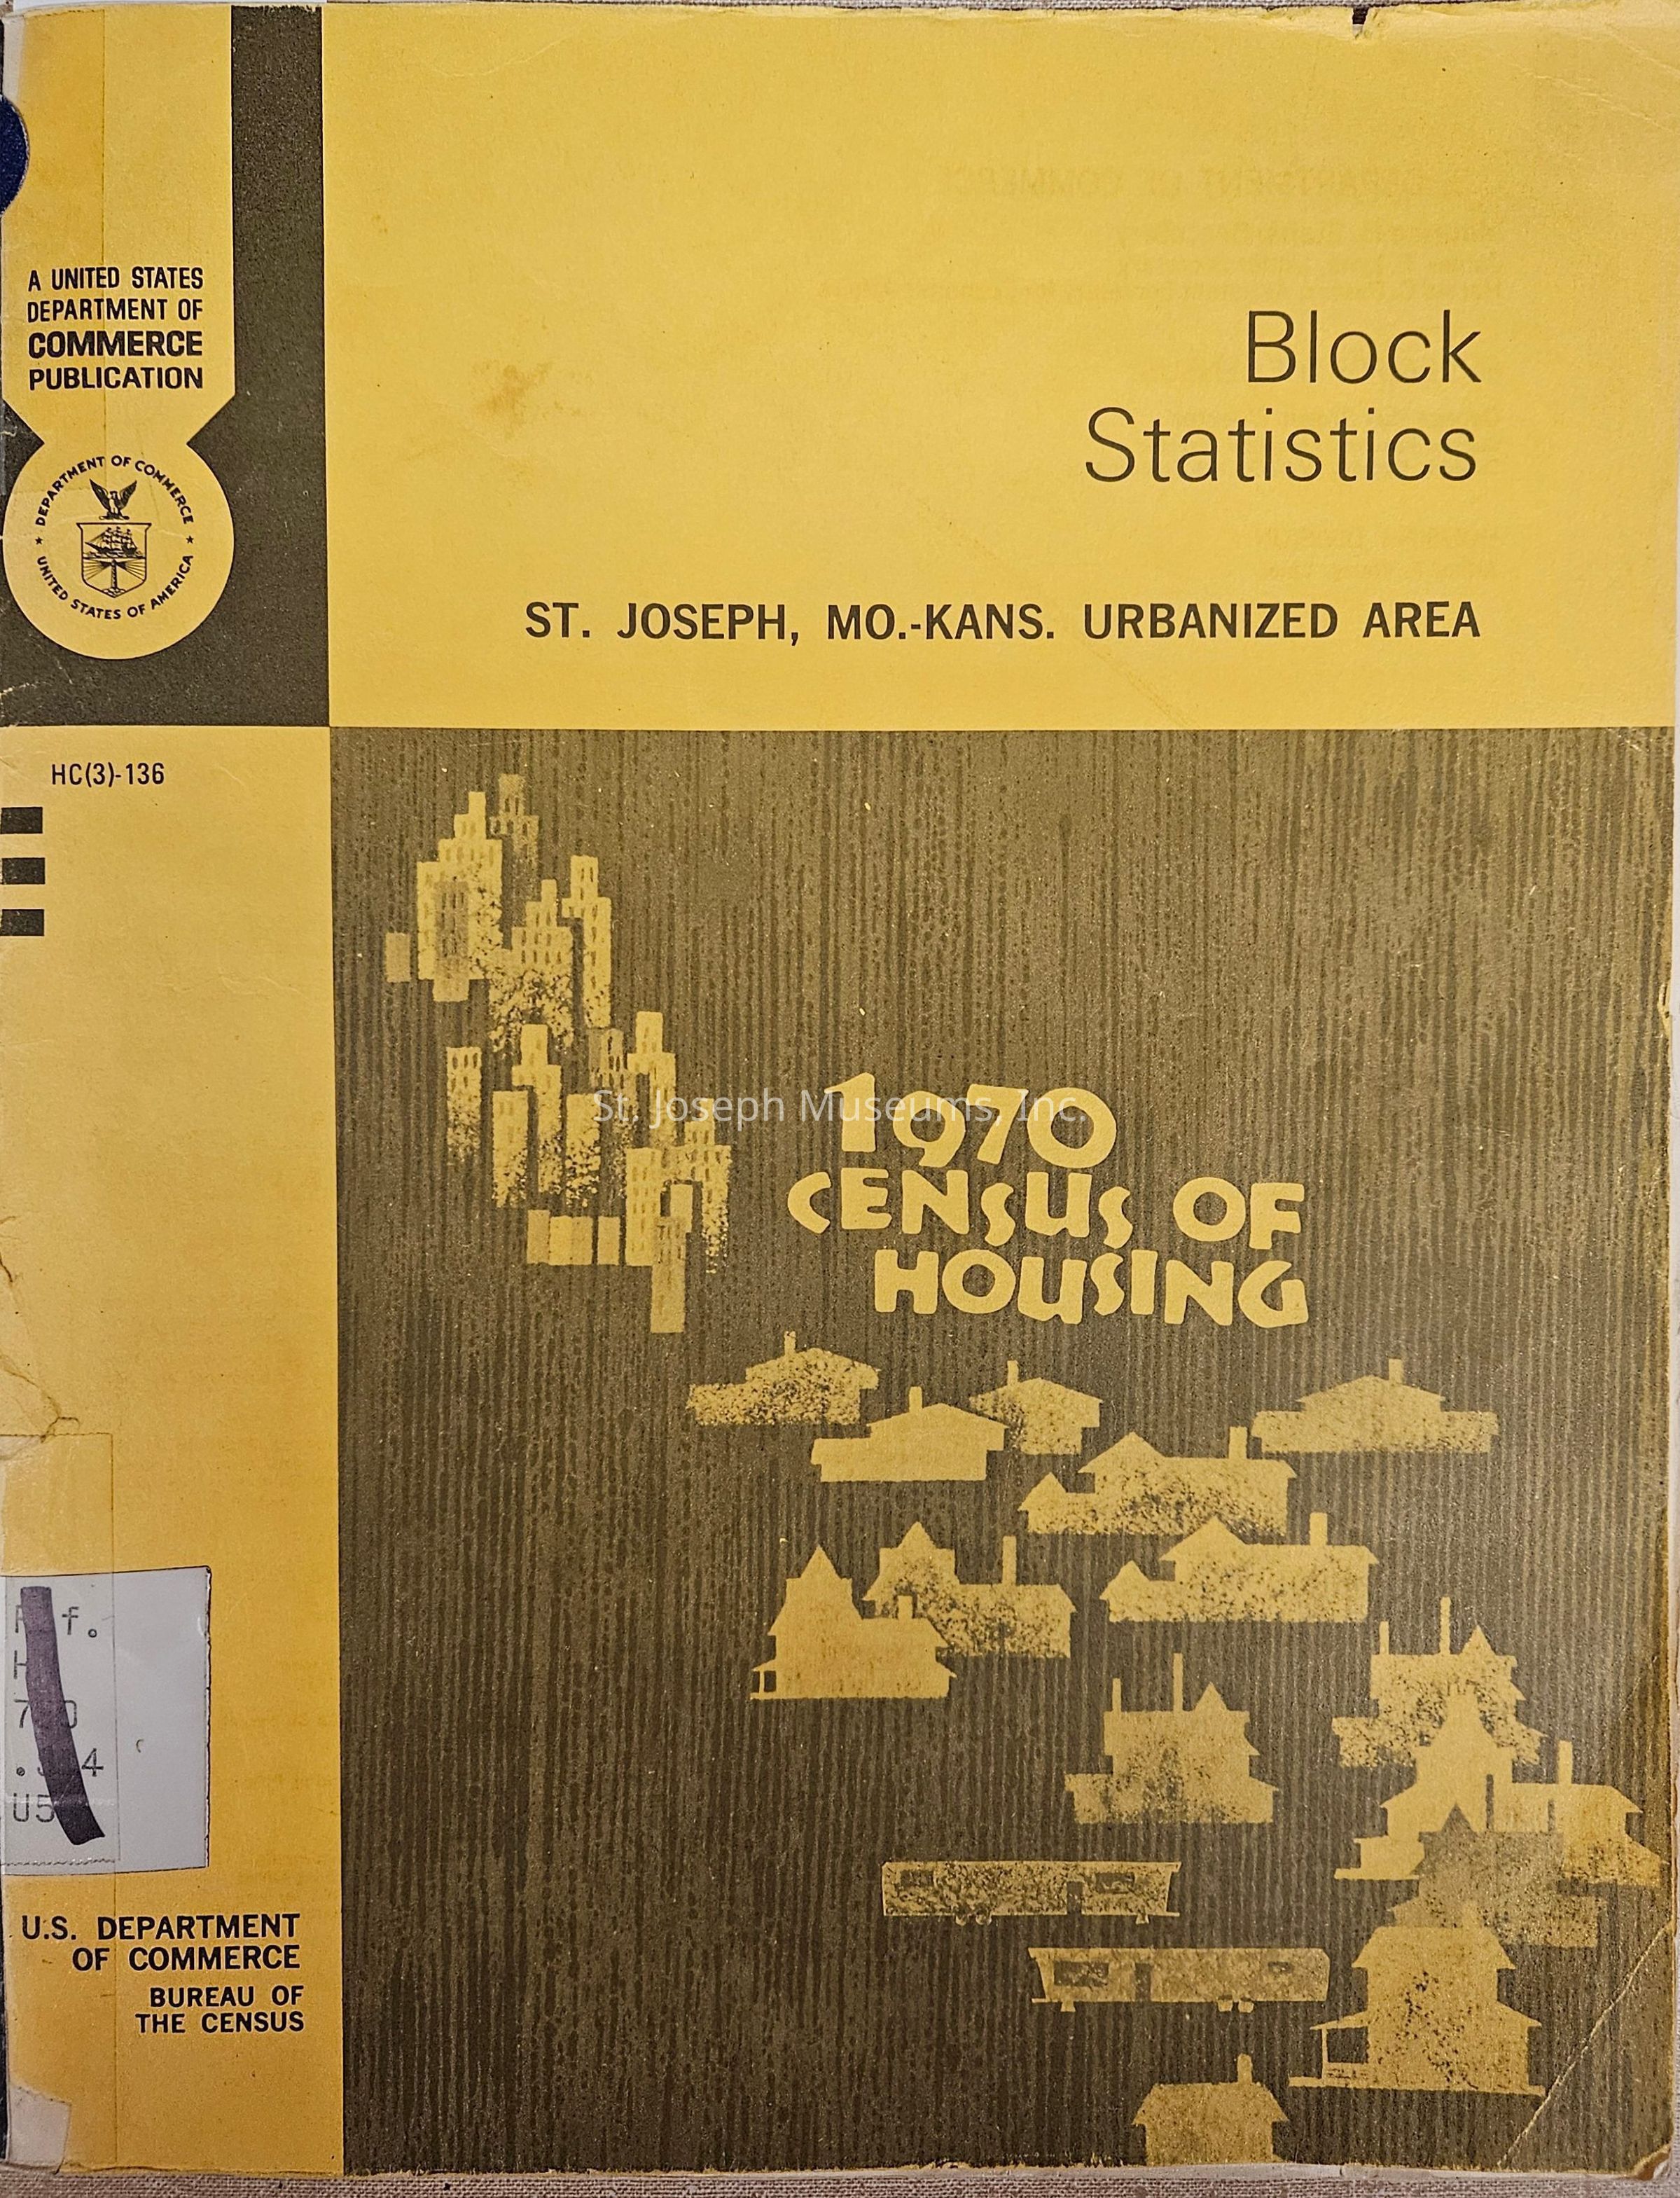 A UNITED STATES
DEPARTMENT OF
COMMERCE
PUBLICATION
DEPARTMENT OF COMMERCE
UNITED STATES OF AMERICA
Block
Statistics
ST. JOSEPH, MO.-KANS. URBANIZED AREA
HC(3)-136
St. Joseph Museums, Inc.
1970
CENSUS OF
HOUSING
U.S. DEPARTMENT
OF COMMERCE
BUREAU OF
THE CENSUS